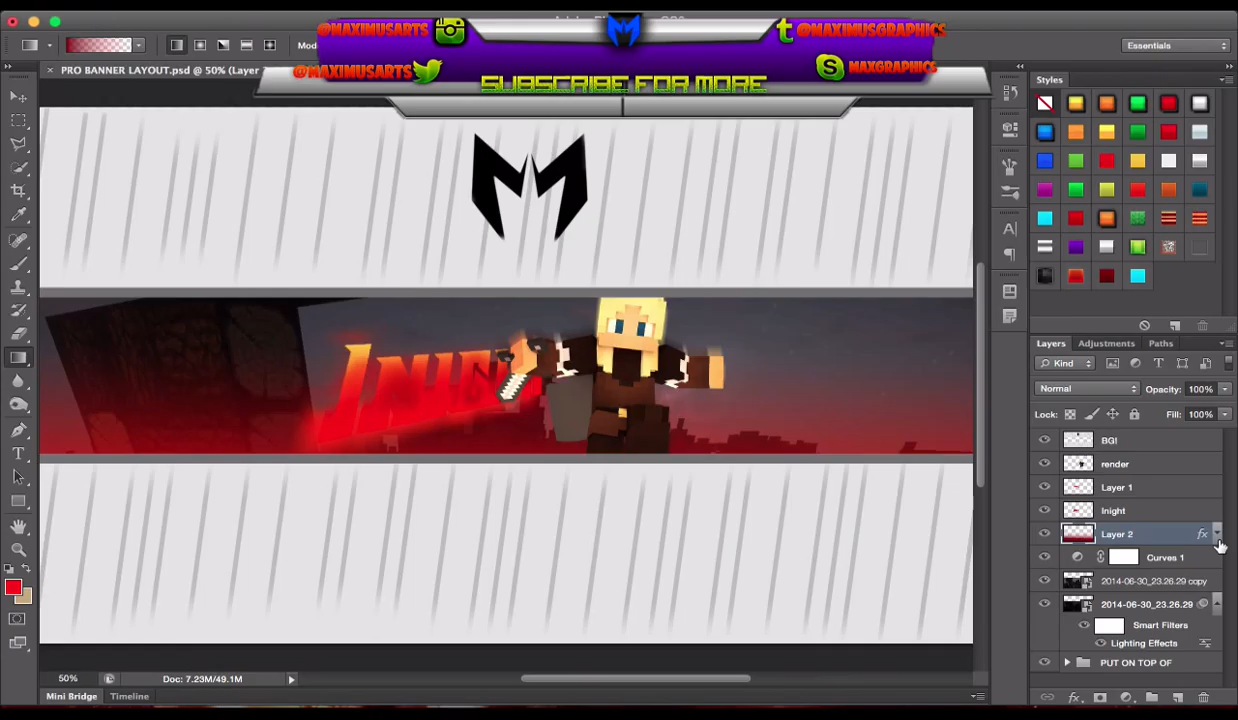 @MAXIMUSARTS
@MAXIMUSGRAPHICS
@MAXIMUSARTS
MAXGRAPHICS
SUBSCRIBE FOR MORE
Essentials
PRO BANNER LAYOUT.psd @ 50% (Layer
Styles
Layers Adjustments Paths
Kind
Normal Opacity: 100%
Lock: Fill: 100%
BG!
render
Layer 1
Inight
Layer 2 fx
Curves 1
2014-06-30_23.26.29 copy
2014-06-30_23.26.29
Smart Filters
Lighting Effects
PUT ON TOP OF
50% Doc: 7.23M/49.1M
Mini Bridge Timeline